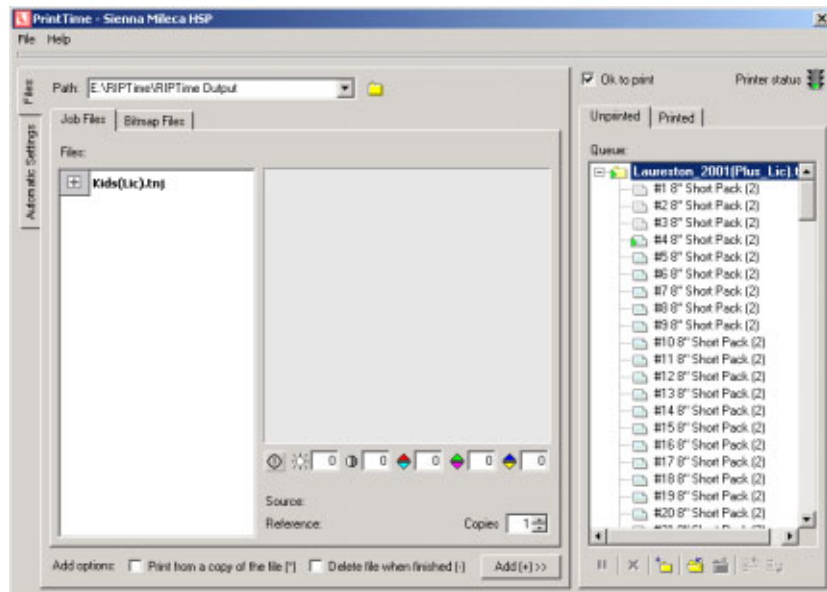 PrintTime - Sienna Mileca HSP
File Help
Files
Automatic Settings
Path: E:\RIPTime\RIPTime Output
Job Files Bitmap Files
Files:
Kids(Lic).tnj
0 0 0 0 0
Source:
Reference:
Copies 1
Add options: Print from a copy of the file [*] Delete file when finished [-] Add (+) >>
Ok to print Printer status
Unprinted Printed
Queue:
Laureston_2001(Plus_Lic).t
#1 8" Short Pack (2)
#2 8" Short Pack (2)
#3 8" Short Pack (2)
#4 8" Short Pack (2)
#5 8" Short Pack (2)
#6 8" Short Pack (2)
#7 8" Short Pack (2)
#8 8" Short Pack (2)
#9 8" Short Pack (2)
#10 8" Short Pack (2)
#11 8" Short Pack (2)
#12 8" Short Pack (2)
#13 8" Short Pack (2)
#14 8" Short Pack (2)
#15 8" Short Pack (2)
#16 8" Short Pack (2)
#17 8" Short Pack (2)
#18 8" Short Pack (2)
#19 8" Short Pack (2)
#20 8" Short Pack (2)